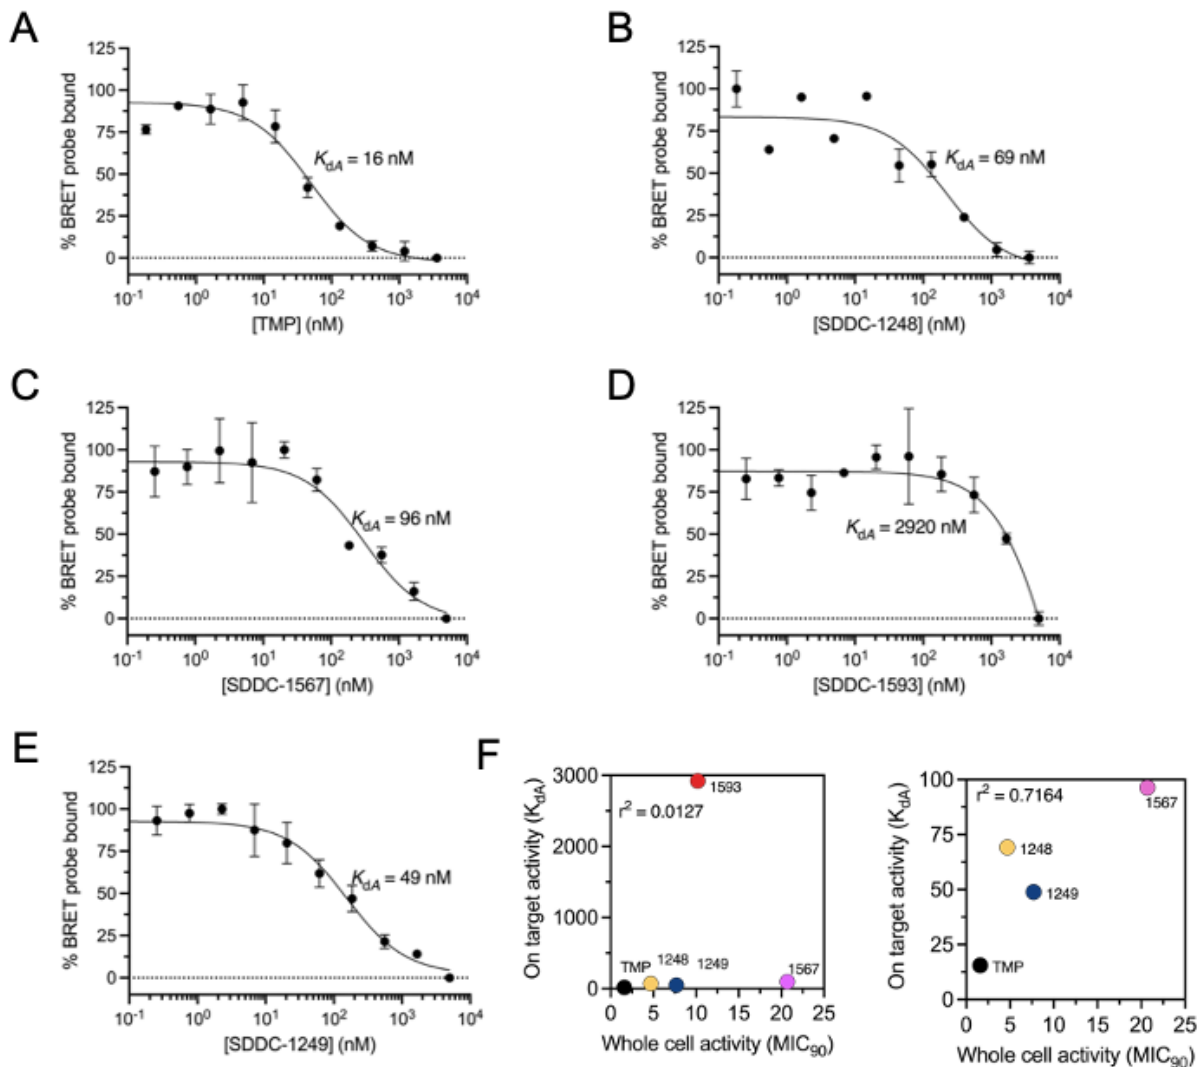 A
125
100
75
50
25
0
% BRET probe bound
KdA = 16 nM
10-1
100
101
102
103
104
[TMP] (nM)
B
125
100
75
50
25
0
% BRET probe bound
KdA = 69 nM
10-1
100
101
102
103
104
[SDDC-1248] (nM)
C
125
100
75
50
25
0
% BRET probe bound
KdA = 96 nM
10-1
100
101
102
103
104
[SDDC-1567] (nM)
D
125
100
75
50
25
0
% BRET probe bound
KdA = 2920 nM
10-1
100
101
102
103
104
[SDDC-1593] (nM)
E
125
100
75
50
25
0
% BRET probe bound
KdA = 49 nM
10-1
100
101
102
103
104
[SDDC-1249] (nM)
F
3000
2000
1000
0
On target activity (KdA)
r2 = 0.0127
1593
TMP
1248
1249
1567
0 5 10 15 20 25
Whole cell activity (MIC90)
100
75
50
25
0
On target activity (KdA)
r2 = 0.7164
1567
1248
1249
TMP
0 5 10 15 20 25
Whole cell activity (MIC90)